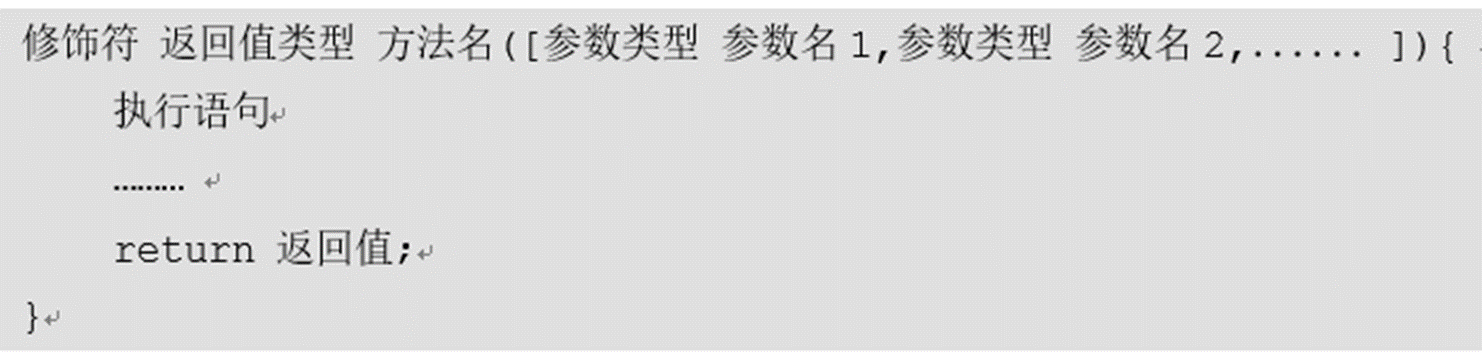 修饰符 返回值类型 方法名([参数类型 参数名1,参数类型 参数名2,...... ]){
执行语句
………
return 返回值;
}